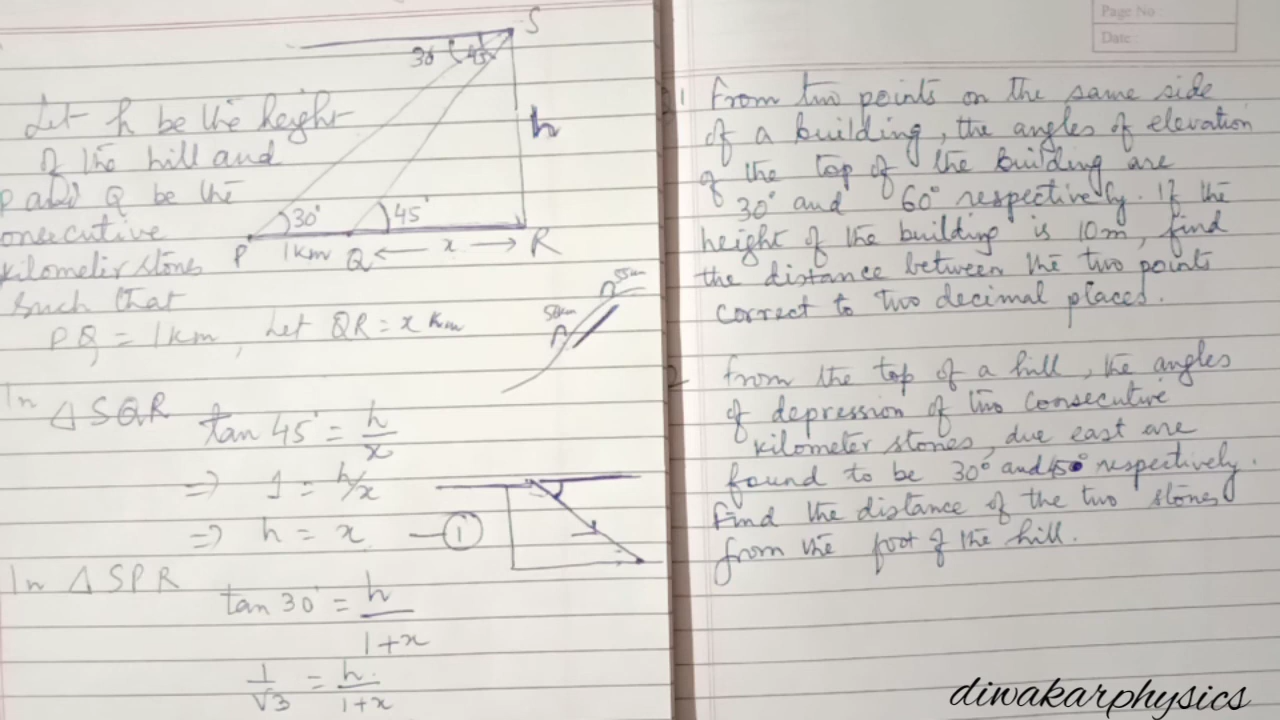 S
30 45°
h
Let h be the height
of the hill and
P and Q be the
onsecutive
kilometer stones
such that
PQ = 1 km, Let QR = x km
30° 45°
P 1km Q x R
55km
In
Δ SQR tan 45° = h/x
=> 1 = h/x
=> h = x — ①
In Δ SPR
tan 30° = h/1+x
1/√3 = h/1+x
Page No :
Date :
1 From two points on the same side
of a building, the angles of elevation
of the top of the building are
30° and 60° respectively. If the
height of the building is 10m, find
the distance between the two points
correct to two decimal places.
2 From the top of a hill, the angles
of depression of two consecutive
kilometer stones, due east are
found to be 30° and 45° respectively.
Find the distance of the two stones
from the foot of the hill.
diwakarphysics